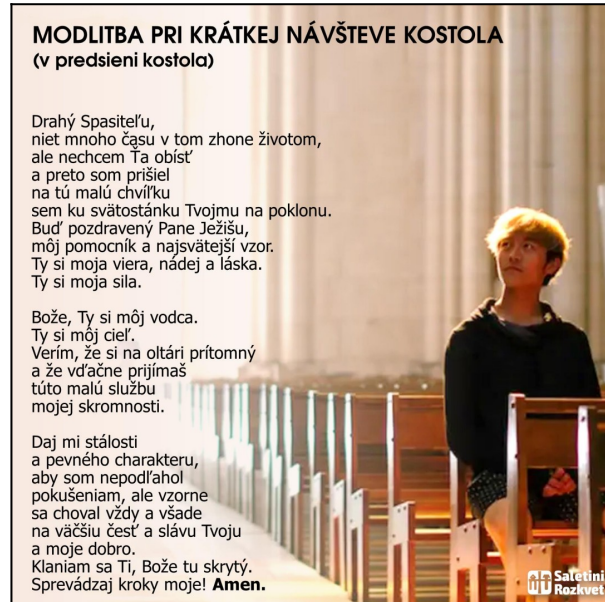 MODLITBA PRI KRÁTKEJ NÁVŠTEVE KOSTOLA
(v predsieni kostola)
Drahý Spasiteľu,
niet mnoho času v tom zhone životom,
ale nechcem Ťa obísť
a preto som prišiel
na tú malú chvíľku
sem ku svätostánku Tvojmu na poklonu.
Buď pozdravený Pane Ježišu,
môj pomocník a najsvätejší vzor.
Ty si moja viera, nádej a láska.
Ty si moja sila.
Bože, Ty si môj vodca.
Ty si môj cieľ.
Verím, že si na oltári prítomný
a že vďačne prijímaš
túto malú službu
mojej skromnosti.
Daj mi stálosti
a pevného charakteru,
aby som nepodľahol
pokušeniam, ale vzorne
sa choval vždy a všade
na väčšiu česť a slávu Tvoju
a moje dobro.
Klaniam sa Ti, Bože tu skrytý.
Sprevádzaj kroky moje! Amen.
Saletini
Rozkvet